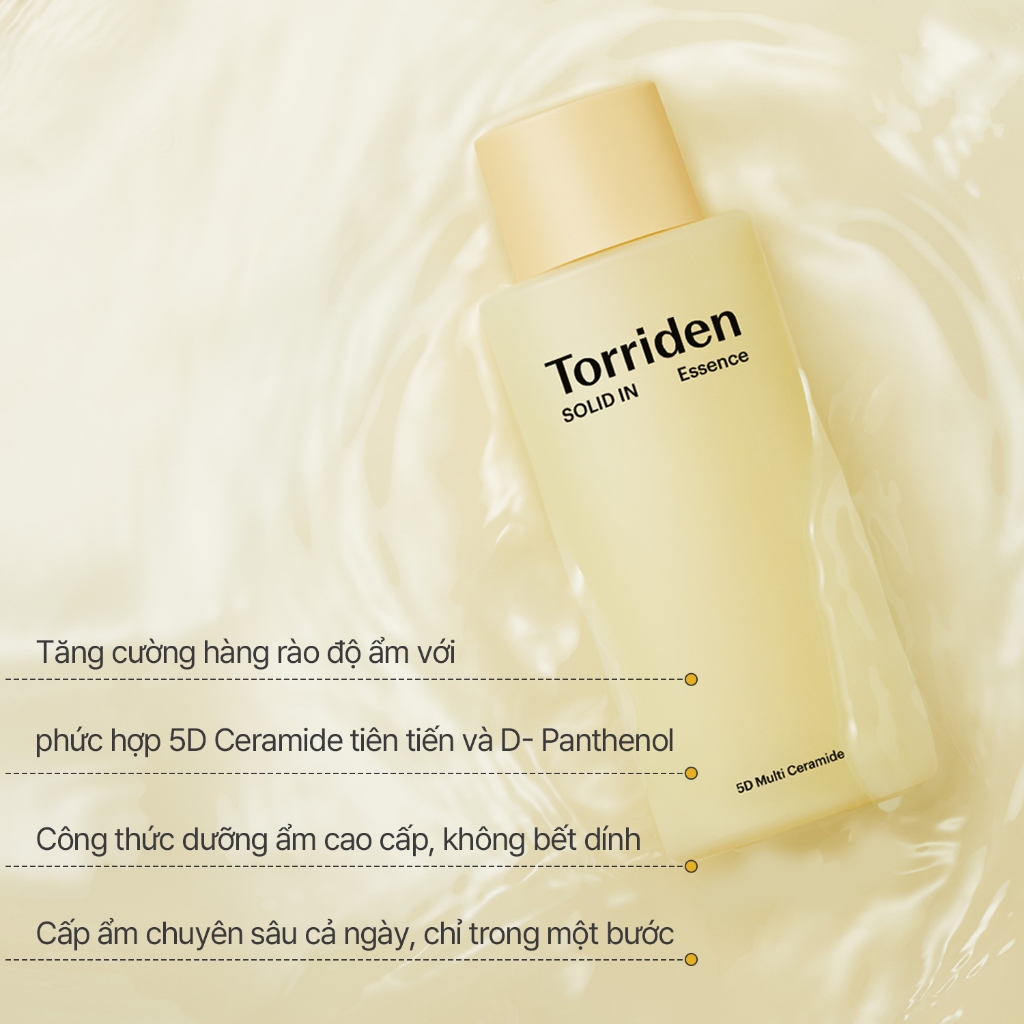 Torriden
SOLID IN Essence
Tăng cường hàng rào độ ẩm với
phức hợp 5D Ceramide tiên tiến và D- Panthenol
5D Multi Ceramide
Công thức dưỡng ẩm cao cấp, không bết dính
Cấp ẩm chuyên sâu cả ngày, chỉ trong một bước